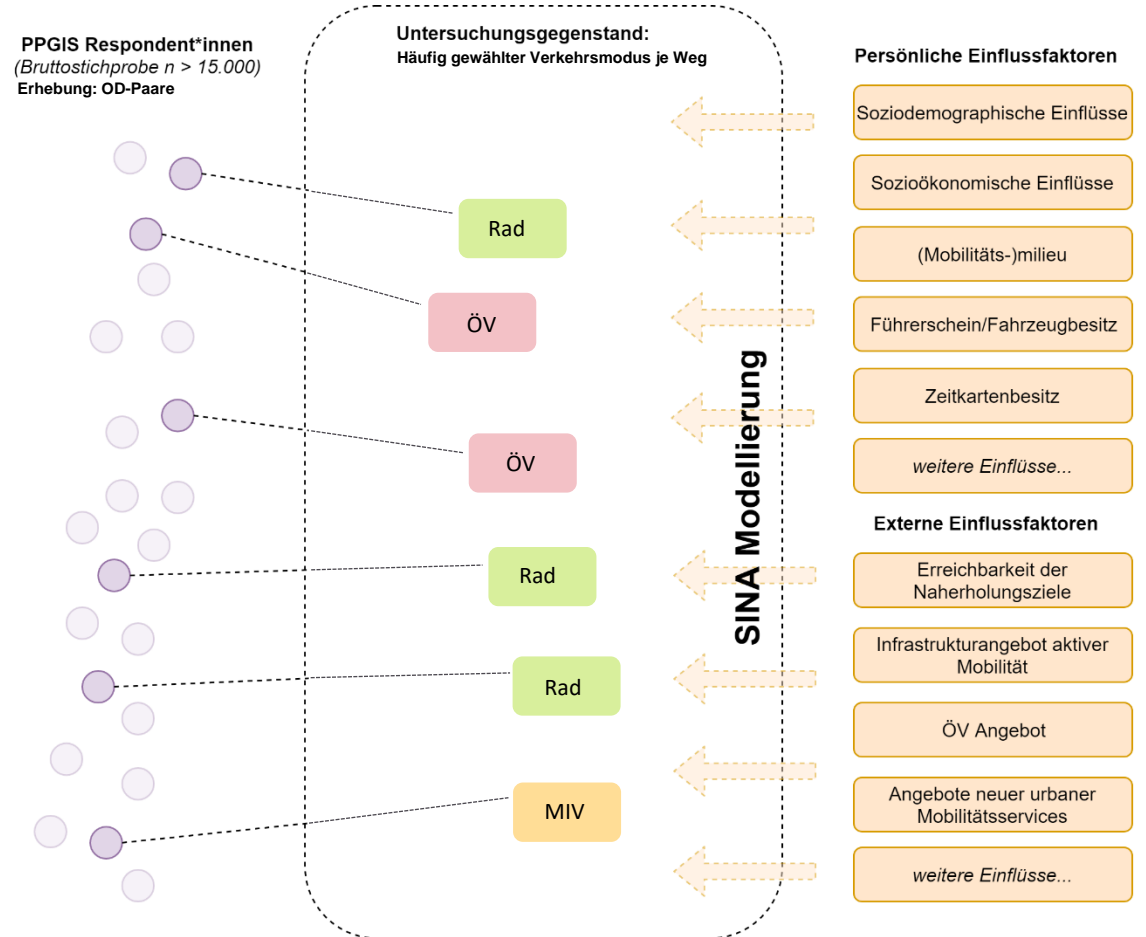 PPGIS Respondent*innen
(Bruttostichprobe n > 15.000)
Erhebung: OD-Paare
Untersuchungsgegenstand:
Häufig gewählter Verkehrsmodus je Weg
Rad
ÖV
ÖV
Rad
Rad
MIV
SINA Modellierung
Persönliche Einflussfaktoren
Soziodemographische Einflüsse
Sozioökonomische Einflüsse
(Mobilitäts-)milieu
Führerschein/Fahrzeugbesitz
Zeitkartenbesitz
weitere Einflüsse...
Externe Einflussfaktoren
Erreichbarkeit der
Naherholungsziele
Infrastrukturangebot aktiver
Mobilität
ÖV Angebot
Angebote neuer urbaner
Mobilitätsservices
weitere Einflüsse...